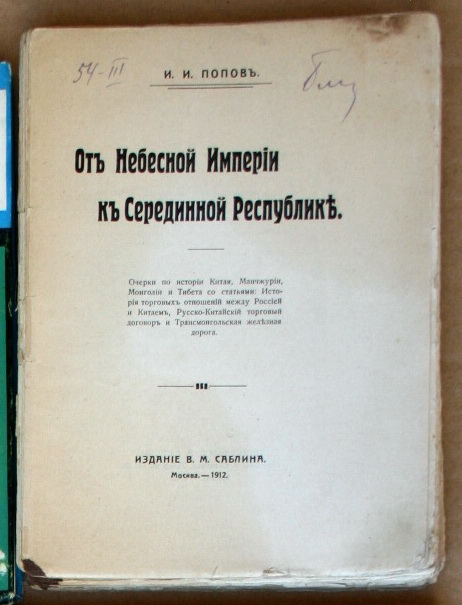 54-III
И. И. ПОПОВЪ.
Отъ Небесной Имперіи
къ Серединной Республикѣ.
Очерки по исторіи Китая, Манчжуріи,
Монголіи и Тибета со статьями: Исто-
рія торговыхъ отношеній между Россіей
и Китаемъ, Русско-Китайскій торговый
договоръ и Трансмонгольская желѣзная
дорога.
ИЗДАНІЕ В. М. САБЛИНА.
Москва.—1912.